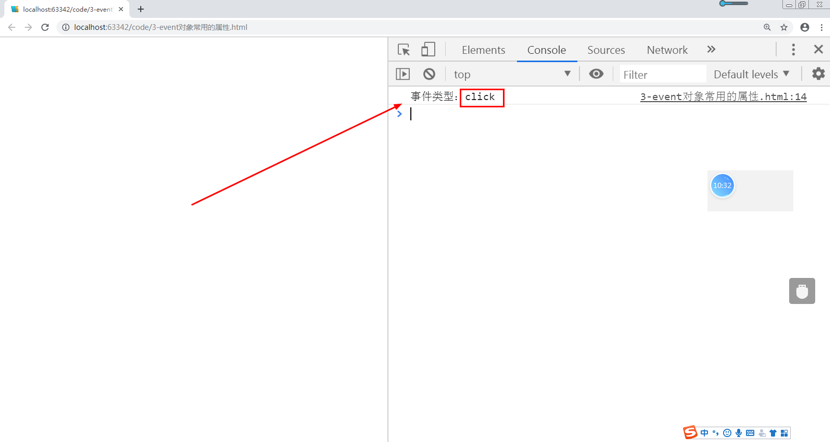 localhost:63342/code/3-event
localhost:63342/code/3-event对象常用的属性.html
Elements Console Sources Network
top Filter Default levels
事件类型：click 3-event对象常用的属性.html:14
10:32
中